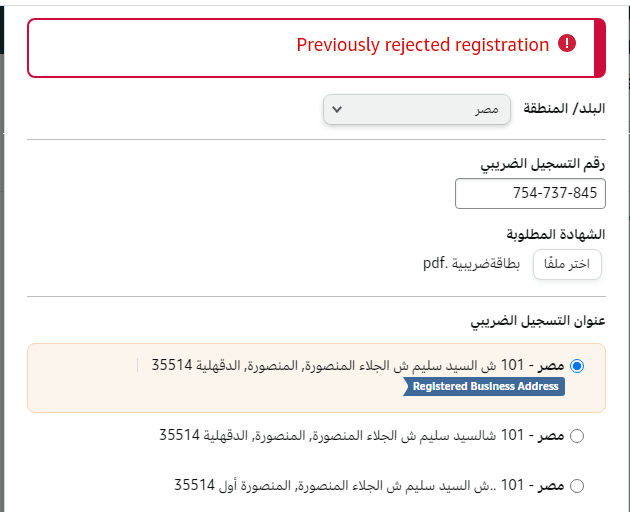 Previously rejected registration
البلد/ المنطقة
مصر
رقم التسجيل الضريبي
754-737-845
الشهادة المطلوبة
اختر ملفًا
بطاقةضريبية .pdf
عنوان التسجيل الضريبي
مصر - 101 ش السيد سليم ش الجلاء المنصورة, المنصورة, الدقهلية 35514
Registered Business Address
مصر - 101 شالسيد سليم ش الجلاء المنصورة, المنصورة, الدقهلية 35514
مصر - 101 ..ش السيد سليم ش الجلاء المنصورة, المنصورة أول 35514